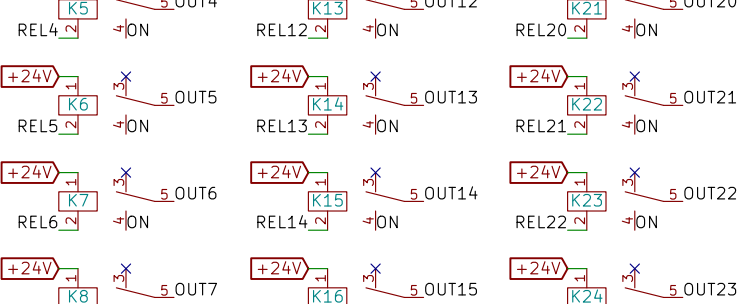 K5 5 OUT4 K13 5 OUT12 K21 5 OUT20
REL4 2 4 ON REL12 2 4 ON REL20 2 4 ON
+24V 1 3 +24V 1 3 +24V 1 3
K6 5 OUT5 K14 5 OUT13 K22 5 OUT21
REL5 2 4 ON REL13 2 4 ON REL21 2 4 ON
+24V 1 3 +24V 1 3 +24V 1 3
K7 5 OUT6 K15 5 OUT14 K23 5 OUT22
REL6 2 4 ON REL14 2 4 ON REL22 2 4 ON
+24V 1 3 +24V 1 3 +24V 1 3
K8 5 OUT7 K16 5 OUT15 K24 5 OUT23